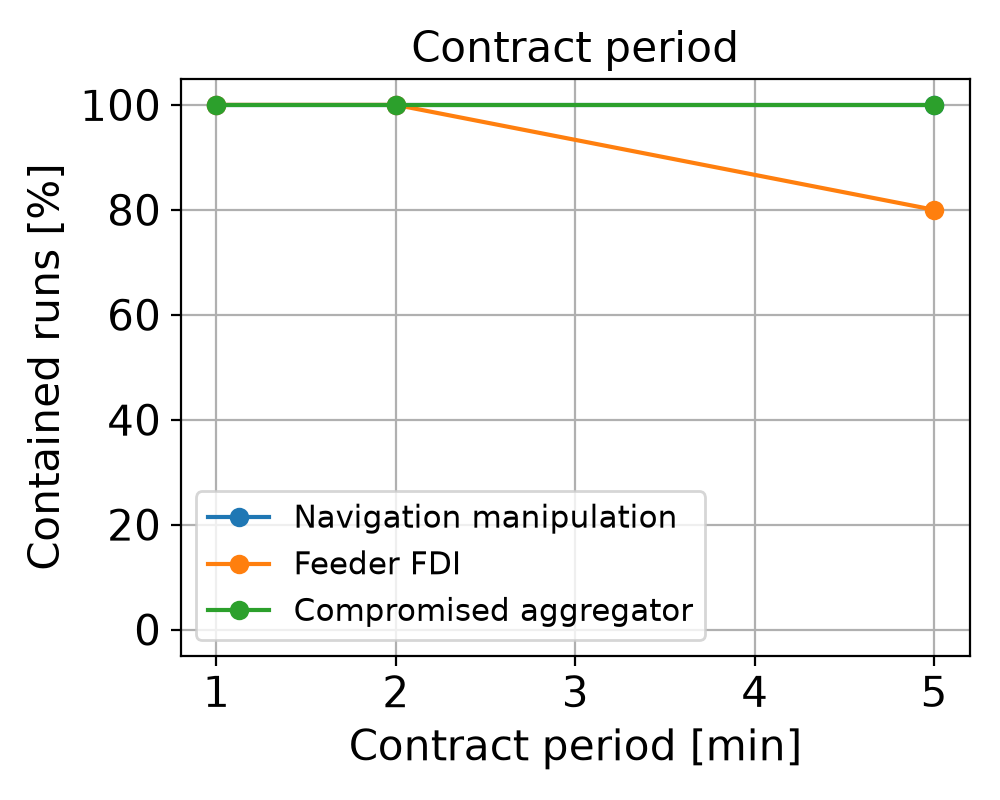 Contract period
Contained runs [%]
100
80
60
40
20
0
Navigation manipulation
Feeder FDI
Compromised aggregator
1 2 3 4 5
Contract period [min]